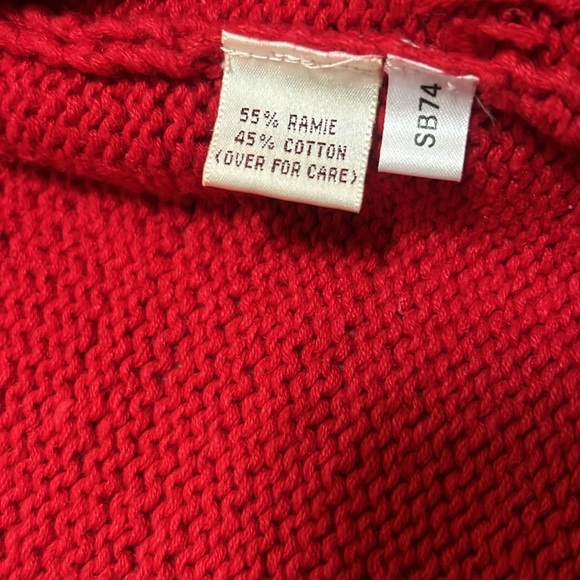 55% RAMIE
45% COTTON
(OVER FOR CARE)
SB74